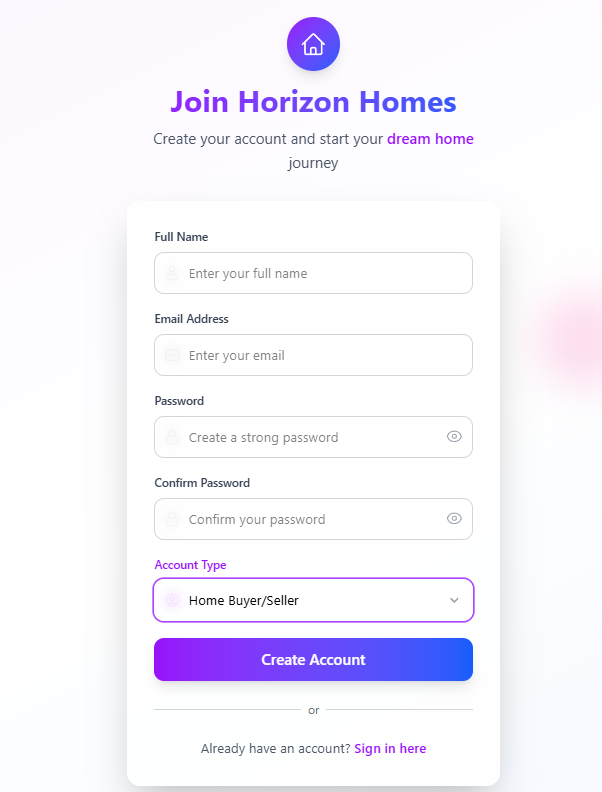 Join Horizon Homes
Create your account and start your dream home
journey
Full Name
Enter your full name
Email Address
Enter your email
Password
Create a strong password
Confirm Password
Confirm your password
Account Type
Home Buyer/Seller
Create Account
or
Already have an account? Sign in here